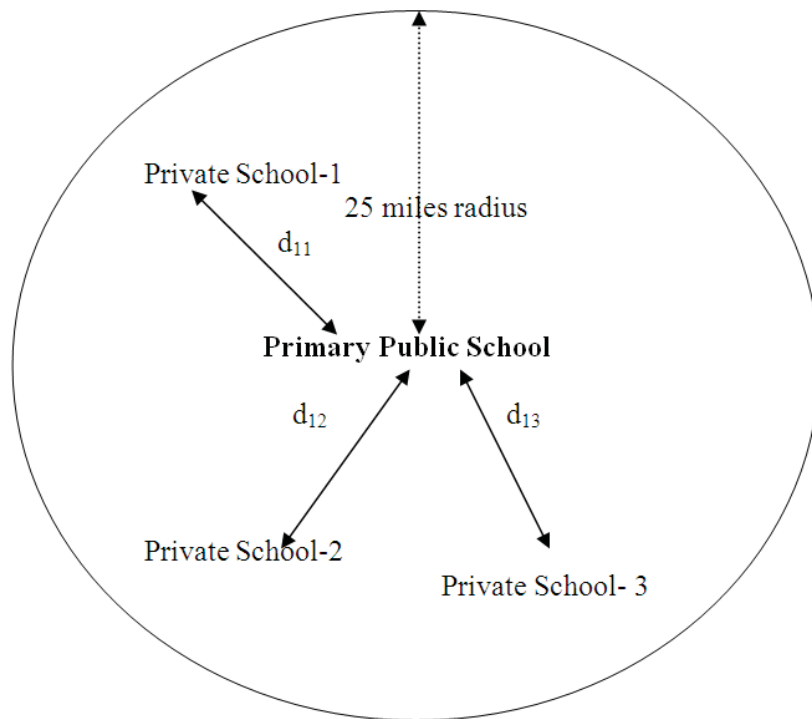 Private School-1
25 miles radius
d₁₁
Primary Public School
d₁₂
d₁₃
Private School-2
Private School- 3